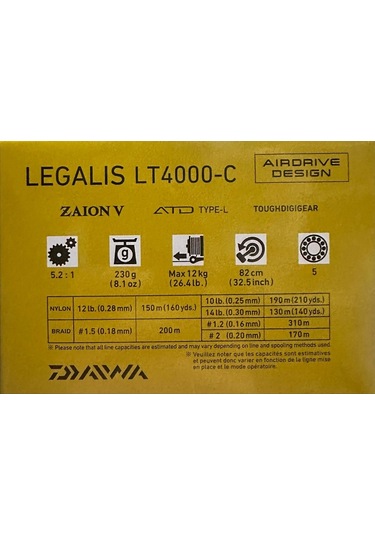 LEGALIS LT4000-C
AIRDRIVE DESIGN
ZAION V ATD TYPE-L TOUGHDIGIGEAR
g
5.2 : 1 230 g (8.1 oz) Max 12 kg (26.4 lb.) 82 cm (32.5 inch) 5
NYLON 12 lb. (0.28 mm) 150 m (160 yds.) 10 lb. (0.25 mm) 190 m (210 yds.)
14 lb. (0.30 mm) 130 m (140 yds.)
BRAID #1.5 (0.18 mm) 200 m #1.2 (0.16 mm) 310 m
#2 (0.20 mm) 170 m
※ Please note that all line capacities are estimated and may vary depending on line and spooling methods used.
※ Veuillez noter que les capacités sont estimatives
et peuvent donc varier en fonction de la ligne mise
en place et le mode opératoire.
DAIWA